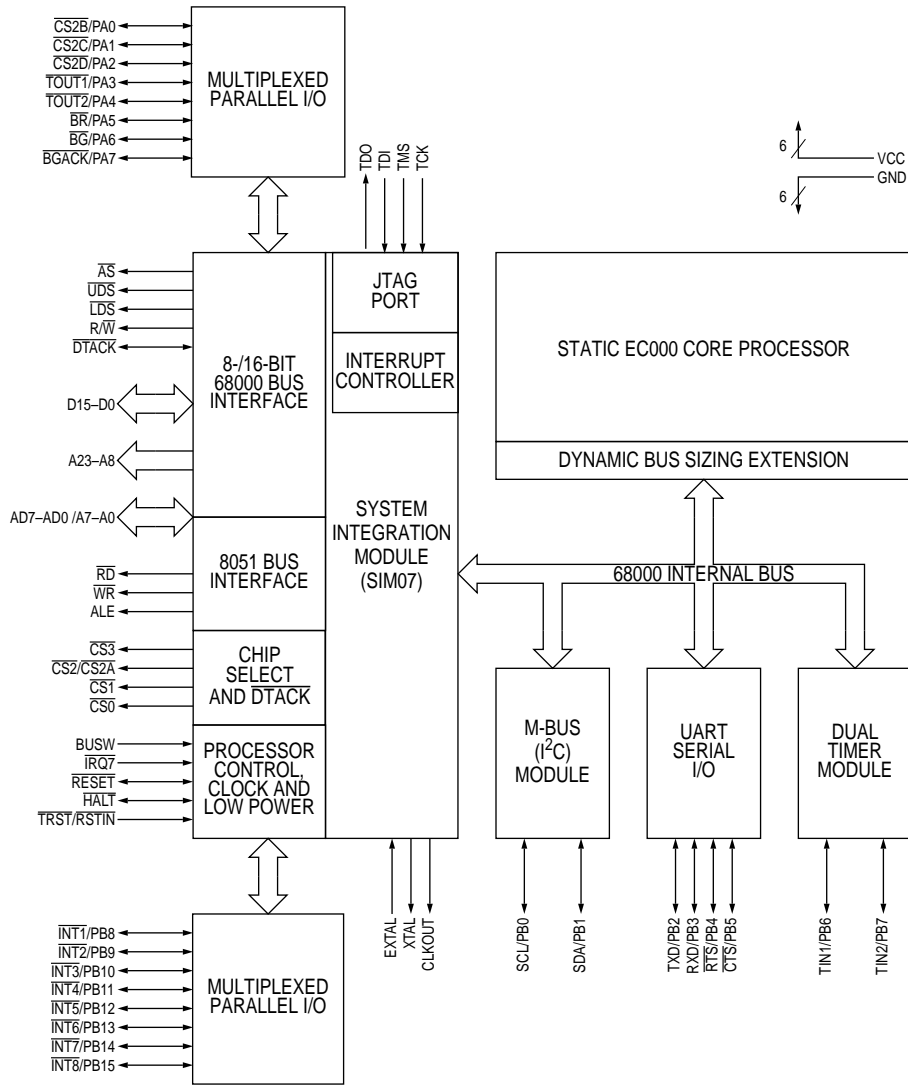 CS2B/PA0
CS2C/PA1
CS2D/PA2
TOUT1/PA3
TOUT2/PA4
BR/PA5
BG/PA6
BGACK/PA7
MULTIPLEXED
PARALLEL I/O
TDO
TDI
TMS
TCK
6
VCC
GND
6
AS
UDS
LDS
R/W
DTACK
D15–D0
A23–A8
AD7–AD0 /A7–A0
RD
WR
ALE
CS3
CS2/CS2A
CS1
CS0
BUSW
IRQ7
RESET
HALT
TRST/RSTIN
8-/16-BIT
68000 BUS
INTERFACE
8051 BUS
INTERFACE
CHIP
SELECT
AND DTACK
PROCESSOR
CONTROL,
CLOCK AND
LOW POWER
JTAG
PORT
INTERRUPT
CONTROLLER
SYSTEM
INTEGRATION
MODULE
(SIM07)
STATIC EC000 CORE PROCESSOR
DYNAMIC BUS SIZING EXTENSION
68000 INTERNAL BUS
M-BUS
(I²C)
MODULE
UART
SERIAL
I/O
DUAL
TIMER
MODULE
EXTAL
XTAL
CLKOUT
SCL/PB0
SDA/PB1
TXD/PB2
RXD/PB3
RTS/PB4
CTS/PB5
TIN1/PB6
TIN2/PB7
INT1/PB8
INT2/PB9
INT3/PB10
INT4/PB11
INT5/PB12
INT6/PB13
INT7/PB14
INT8/PB15
MULTIPLEXED
PARALLEL I/O